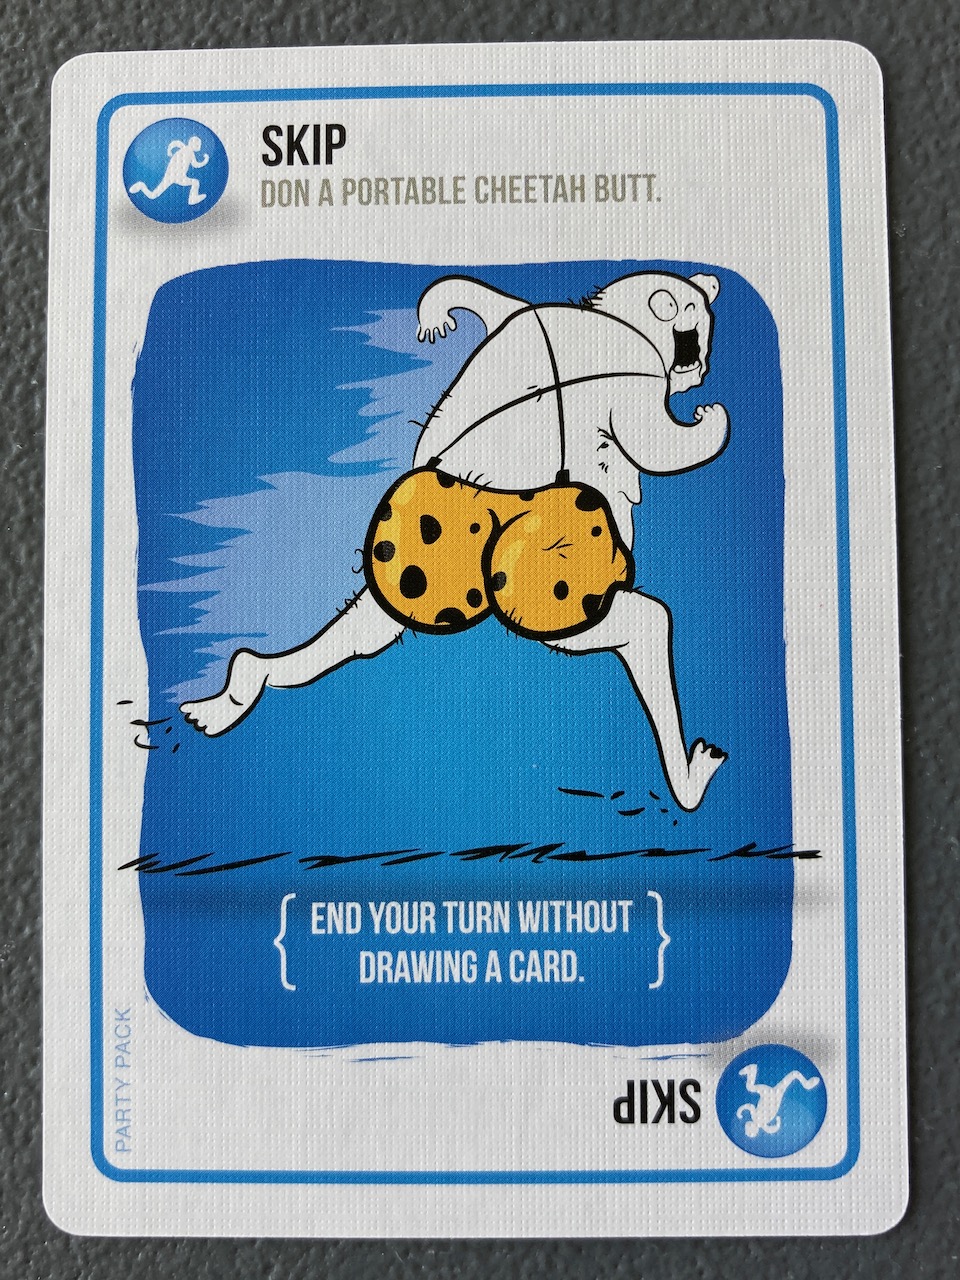 SKIP
DON A PORTABLE CHEETAH BUTT.
END YOUR TURN WITHOUT
DRAWING A CARD.
PARTY PACK
SKIP